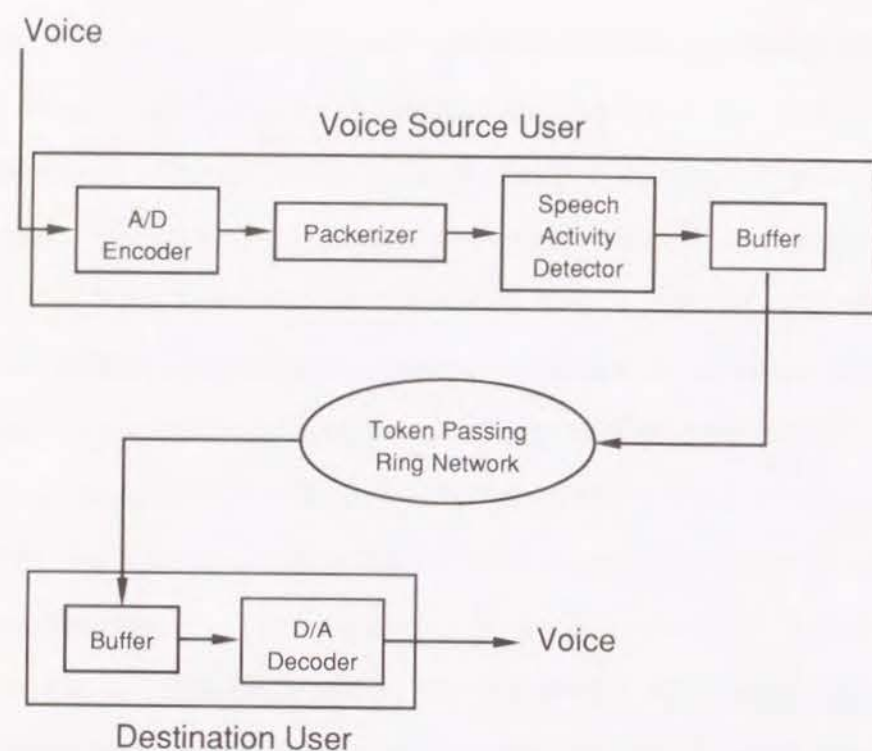 Voice
Voice Source User
A/D
Encoder
Packerizer
Speech
Activity
Detector
Buffer
Token Passing
Ring Network
Buffer
D/A
Decoder
Voice
Destination User